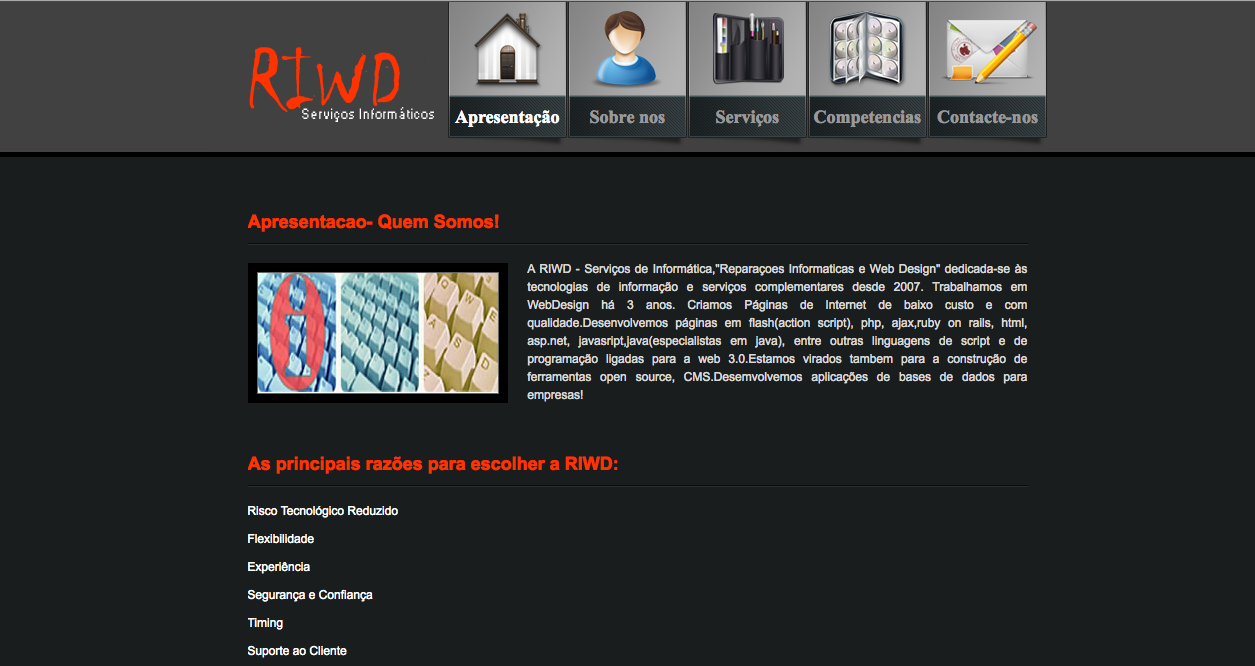 RIWD
Serviços Informáticos
Apresentação
Sobre nos
Serviços
Competencias
Contacte-nos
Apresentacao- Quem Somos!
A RIWD - Serviços de Informática,"Reparaçoes Informaticas e Web Design" dedicada-se às
tecnologias de informação e serviços complementares desde 2007. Trabalhamos em
WebDesign há 3 anos. Criamos Páginas de Internet de baixo custo e com
qualidade.Desenvolvemos páginas em flash(action script), php, ajax,ruby on rails, html,
asp.net, javasript,java(especialistas em java), entre outras linguagens de script e de
programação ligadas para a web 3.0.Estamos virados tambem para a construção de
ferramentas open source, CMS.Desemvolvemos aplicações de bases de dados para
empresas!
As principais razões para escolher a RIWD:
Risco Tecnológico Reduzido
Flexibilidade
Experiência
Segurança e Confiança
Timing
Suporte ao Cliente